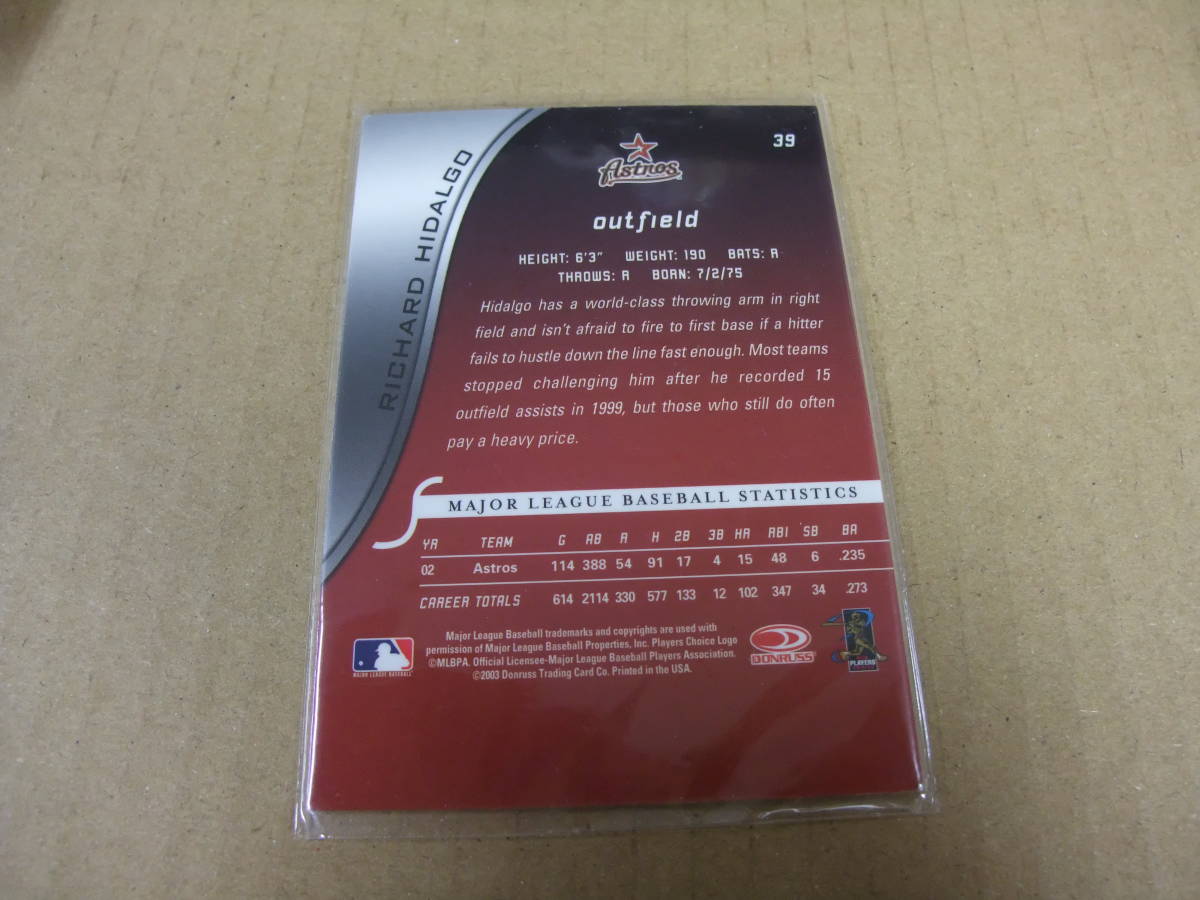 39
Astros
outfield
HEIGHT: 6'3" WEIGHT: 190 BATS: R
THROWS: R BORN: 7/2/75
RICHARD HIDALGO
Hidalgo has a world-class throwing arm in right
field and isn't afraid to fire to first base if a hitter
fails to hustle down the line fast enough. Most teams
stopped challenging him after he recorded 15
outfield assists in 1999, but those who still do often
pay a heavy price.
MAJOR LEAGUE BASEBALL STATISTICS
YR TEAM G AB R H 2B 3B HR RBI SB BA
02 Astros 114 388 54 91 17 4 15 48 6 .235
CAREER TOTALS 614 2114 330 577 133 12 102 347 34 .273
Major League Baseball trademarks and copyrights are used with
permission of Major League Baseball Properties, Inc. Players Choice Logo
©MLBPA. Official Licensee-Major League Baseball Players Association.
©2003 Donruss Trading Card Co. Printed in the USA.
MAJOR LEAGUE BASEBALL
DONRUSS
PLAYERS